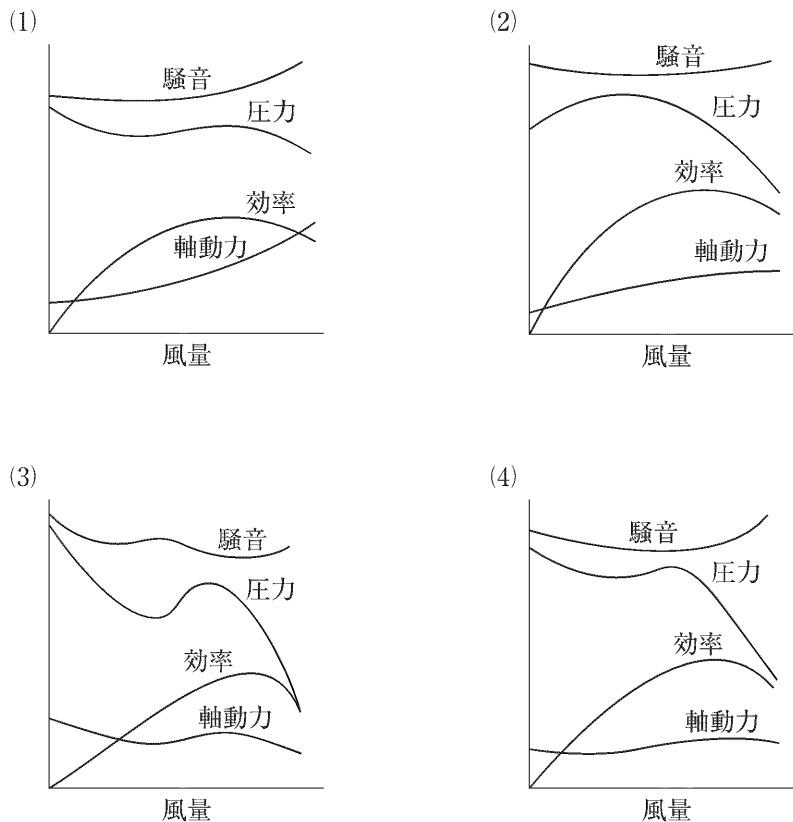 (1)
騒音
圧力
効率
軸動力
風量
(2)
騒音
圧力
効率
軸動力
風量
(3)
騒音
圧力
効率
軸動力
風量
(4)
騒音
圧力
効率
軸動力
風量